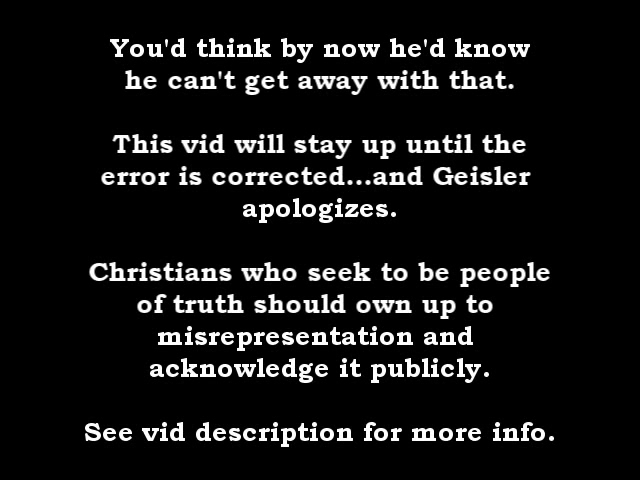 You'd think by now he'd know
he can't get away with that.
This vid will stay up until the
error is corrected...and Geisler
apologizes.
Christians who seek to be people
of truth should own up to
misrepresentation and
acknowledge it publicly.
See vid description for more info.